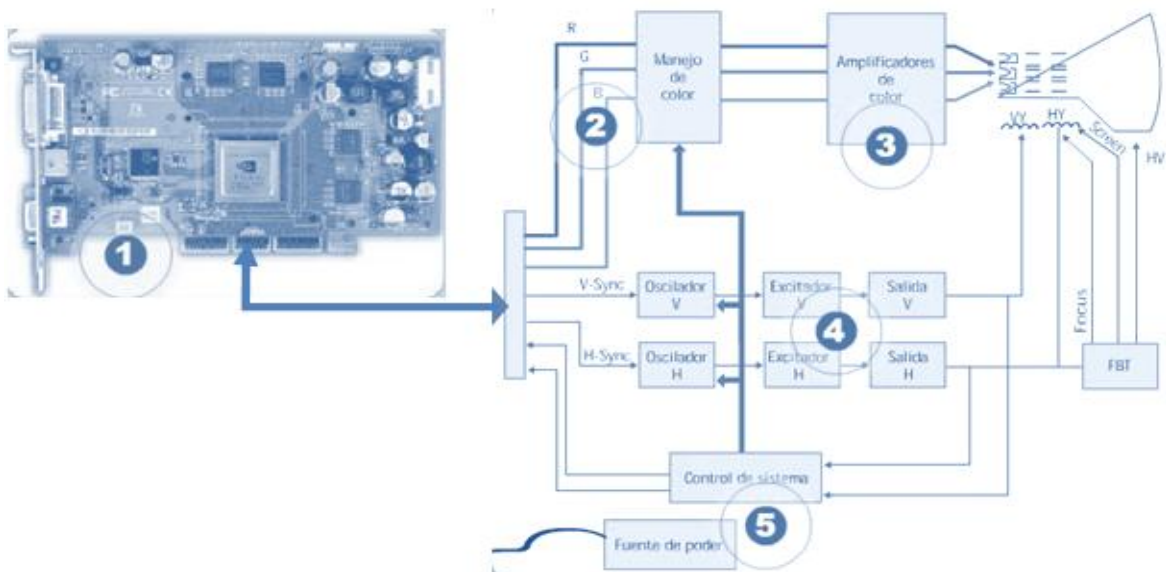 1
R
G
B
2
Manejo
de
color
Amplificadores
de
color
3
VY
HY
Screen
HV
V-Sync
Oscilador
V
Excitador
V
Salida
V
4
H-Sync
Oscilador
H
Excitador
H
Salida
H
Focus
FBT
Control de sistema
5
Fuente de poder